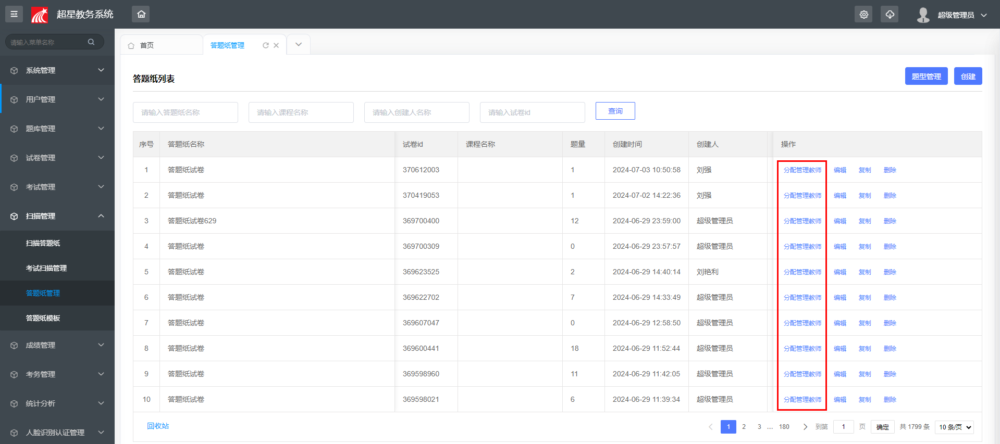 超星教务系统
超级管理员
请输入菜单名称
首页
答题纸管理
系统管理
用户管理
题库管理
试卷管理
考试管理
扫描管理
扫描答题纸
考试扫描管理
答题纸管理
答题纸模板
成绩管理
考务管理
统计分析
人脸识别认证管理
答题纸列表
题型管理
创建
请输入答题纸名称
请输入课程名称
请输入创建人名称
请输入试卷id
查询
序号 答题纸名称 试卷id 课程名称 题量 创建时间 创建人 操作
1 答题纸试卷 370612003 1 2024-07-03 10:50:58 刘强 分配管理教师 编辑 复制 删除
2 答题纸试卷 370419053 1 2024-07-02 14:22:36 刘强 分配管理教师 编辑 复制 删除
3 答题纸试卷629 369700400 12 2024-06-29 23:59:00 超级管理员 分配管理教师 编辑 复制 删除
4 答题纸试卷 369700309 0 2024-06-29 23:57:57 超级管理员 分配管理教师 编辑 复制 删除
5 答题纸试卷 369623525 2 2024-06-29 14:40:14 刘艳利 分配管理教师 编辑 复制 删除
6 答题纸试卷 369622702 7 2024-06-29 14:33:49 超级管理员 分配管理教师 编辑 复制 删除
7 答题纸试卷 369607047 0 2024-06-29 12:58:50 超级管理员 分配管理教师 编辑 复制 删除
8 答题纸试卷 369600441 18 2024-06-29 11:52:44 超级管理员 分配管理教师 编辑 复制 删除
9 答题纸试卷 369598960 11 2024-06-29 11:42:05 超级管理员 分配管理教师 编辑 复制 删除
10 答题纸试卷 369598021 6 2024-06-29 11:39:34 超级管理员 分配管理教师 编辑 复制 删除
回收站
1 2 3 ... 180 到第 1 页 确定 共 1799 条 10 条/页